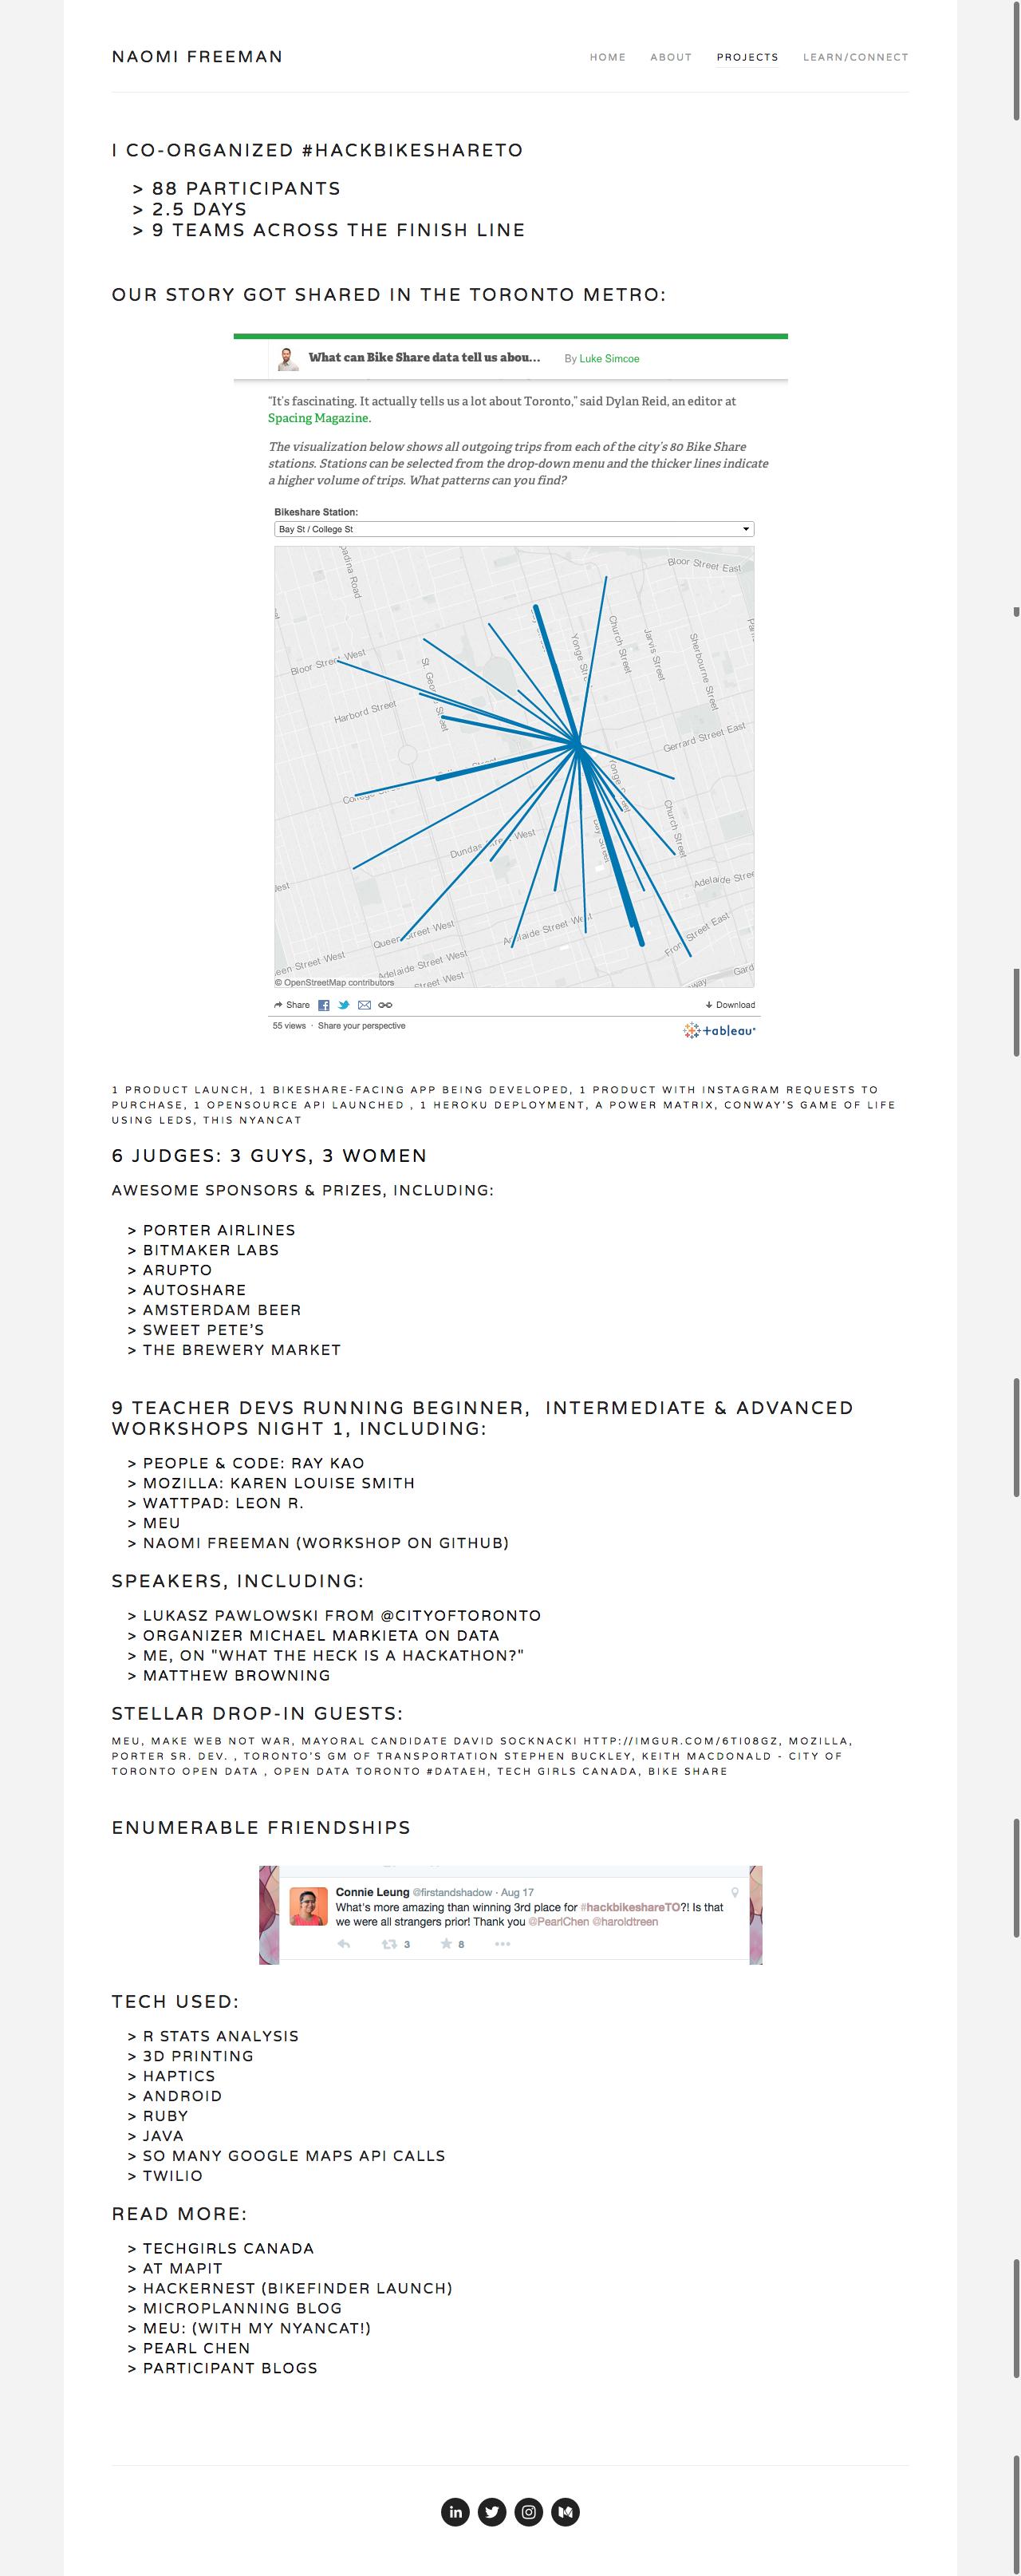 NAOMI FREEMAN
HOME ABOUT PROJECTS LEARN/CONNECT
I CO-ORGANIZED #HACKBIKESHARETO
> 88 PARTICIPANTS
> 2.5 DAYS
> 9 TEAMS ACROSS THE FINISH LINE
OUR STORY GOT SHARED IN THE TORONTO METRO:
What can Bike Share data tell us abou... By Luke Simcoe
"It's fascinating. It actually tells us a lot about Toronto," said Dylan Reid, an editor at
Spacing Magazine.
The visualization below shows all outgoing trips from each of the city's 80 Bike Share
stations. Stations can be selected from the drop-down menu and the thicker lines indicate
a higher volume of trips. What patterns can you find?
Bikeshare Station:
Bay St / College St
adina Road
Bloor Street East
Church Street
Jarvis Street
Sherbourne Street
Bloor Street West
Harbord Street
Gerrard Street East
Church Street
Dundas West
Adelaide Stree
est
Queen Street West
Adelaide Street West
Front Street East
een Street West
Adelaide Street West
Street West
way
Gard
© OpenStreetMap contributors
Share Download
55 views · Share your perspective
+ableau
1 PRODUCT LAUNCH, 1 BIKESHARE-FACING APP BEING DEVELOPED, 1 PRODUCT WITH INSTAGRAM REQUESTS TO
PURCHASE, 1 OPENSOURCE API LAUNCHED , 1 HEROKU DEPLOYMENT, A POWER MATRIX, CONWAY'S GAME OF LIFE
USING LEDS, THIS NYANCAT
6 JUDGES: 3 GUYS, 3 WOMEN
AWESOME SPONSORS & PRIZES, INCLUDING:
> PORTER AIRLINES
> BITMAKER LABS
> ARUPTO
> AUTOSHARE
> AMSTERDAM BEER
> SWEET PETE'S
> THE BREWERY MARKET
9 TEACHER DEVS RUNNING BEGINNER, INTERMEDIATE & ADVANCED
WORKSHOPS NIGHT 1, INCLUDING:
> PEOPLE & CODE: RAY KAO
> MOZILLA: KAREN LOUISE SMITH
> WATTPAD: LEON R.
> MEU
> NAOMI FREEMAN (WORKSHOP ON GITHUB)
SPEAKERS, INCLUDING:
> LUKASZ PAWLOWSKI FROM @CITYOFTORONTO
> ORGANIZER MICHAEL MARKIETA ON DATA
> ME, ON "WHAT THE HECK IS A HACKATHON?"
> MATTHEW BROWNING
STELLAR DROP-IN GUESTS:
MEU, MAKE WEB NOT WAR, MAYORAL CANDIDATE DAVID SOCKNACKI HTTP://IMGUR.COM/6TI08GZ, MOZILLA,
PORTER SR. DEV. , TORONTO'S GM OF TRANSPORTATION STEPHEN BUCKLEY, KEITH MACDONALD - CITY OF
TORONTO OPEN DATA , OPEN DATA TORONTO #DATAEH, TECH GIRLS CANADA, BIKE SHARE
ENUMERABLE FRIENDSHIPS
Connie Leung @firstandshadow · Aug 17
What's more amazing than winning 3rd place for #hackbikeshareTO?! Is that
we were all strangers prior! Thank you @PearlChen @haroldtreen
3 8
TECH USED:
> R STATS ANALYSIS
> 3D PRINTING
> HAPTICS
> ANDROID
> RUBY
> JAVA
> SO MANY GOOGLE MAPS API CALLS
> TWILIO
READ MORE:
> TECHGIRLS CANADA
> AT MAPIT
> HACKERNEST (BIKEFINDER LAUNCH)
> MICROPLANNING BLOG
> MEU: (WITH MY NYANCAT!)
> PEARL CHEN
> PARTICIPANT BLOGS